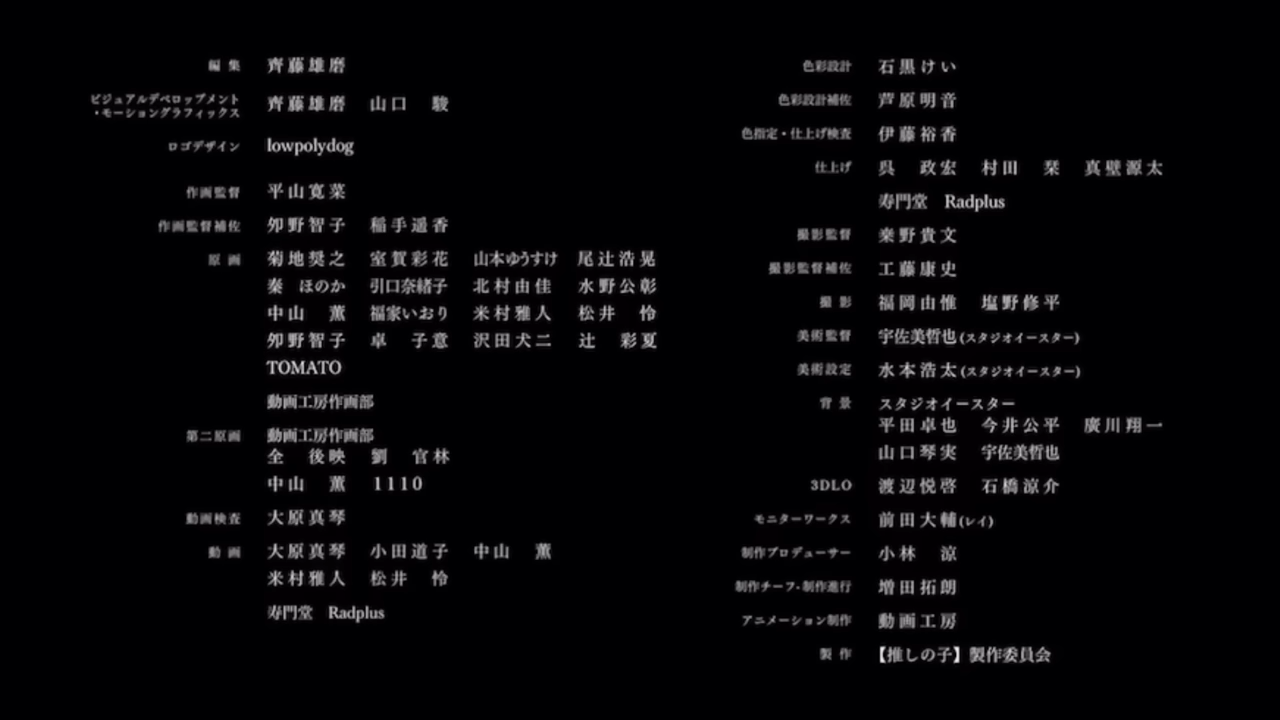 編集 齊藤雄磨
ビジュアルデベロップメント
・モーショングラフィックス 齊藤雄磨 山口 駿
ロゴデザイン lowpolydog
作画監督 平山寛菜
作画監督補佐 夘野智子 稲手遥香
原画 菊地奨之 室賀彩花 山本ゆうすけ 尾辻浩晃
秦 ほのか 引口奈緒子 北村由佳 水野公彰
中山 薫 福家いおり 米村雅人 松井 怜
夘野智子 卓 子意 沢田犬二 辻 彩夏
TOMATO
動画工房作画部
第二原画 動画工房作画部
全 後映 劉 官林
中山 薫 1110
動画検査 大原真琴
動画 大原真琴 小田道子 中山 薫
米村雅人 松井 怜
寿門堂 Radplus
色彩設計 石黒けい
色彩設計補佐 芦原明音
色指定・仕上げ検査 伊藤裕香
仕上げ 呉 政宏 村田 栞 真壁源太
寿門堂 Radplus
撮影監督 桒野貴文
撮影監督補佐 工藤康史
撮影 福岡由惟 塩野修平
美術監督 宇佐美哲也(スタジオイースター)
美術設定 水本浩太(スタジオイースター)
背景 スタジオイースター
平田卓也 今井公平 廣川翔一
山口琴実 宇佐美哲也
3DLO 渡辺悦啓 石橋涼介
モニターワークス 前田大輔(レイ)
制作プロデューサー 小林 涼
制作チーフ・制作進行 増田拓朗
アニメーション制作 動画工房
製作 【推しの子】製作委員会